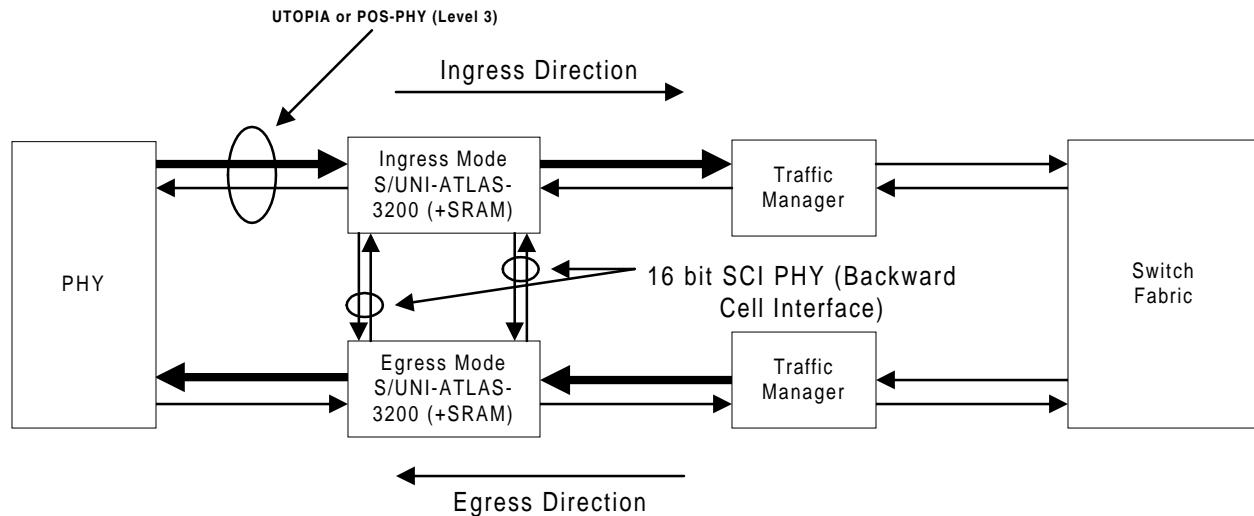 UTOPIA or POS-PHY (Level 3)
Ingress Direction
PHY
Ingress Mode
S/UNI-ATLAS-
3200 (+SRAM)
Traffic
Manager
Switch
Fabric
16 bit SCI PHY (Backward
Cell Interface)
Egress Mode
S/UNI-ATLAS-
3200 (+SRAM)
Traffic
Manager
Egress Direction